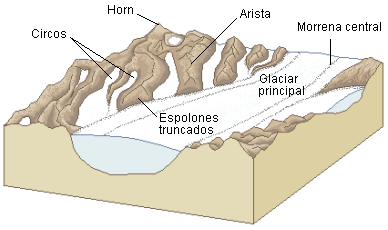 Horn
Arista
Morrena central
Circos
Glaciar
principal
Espolones
truncados